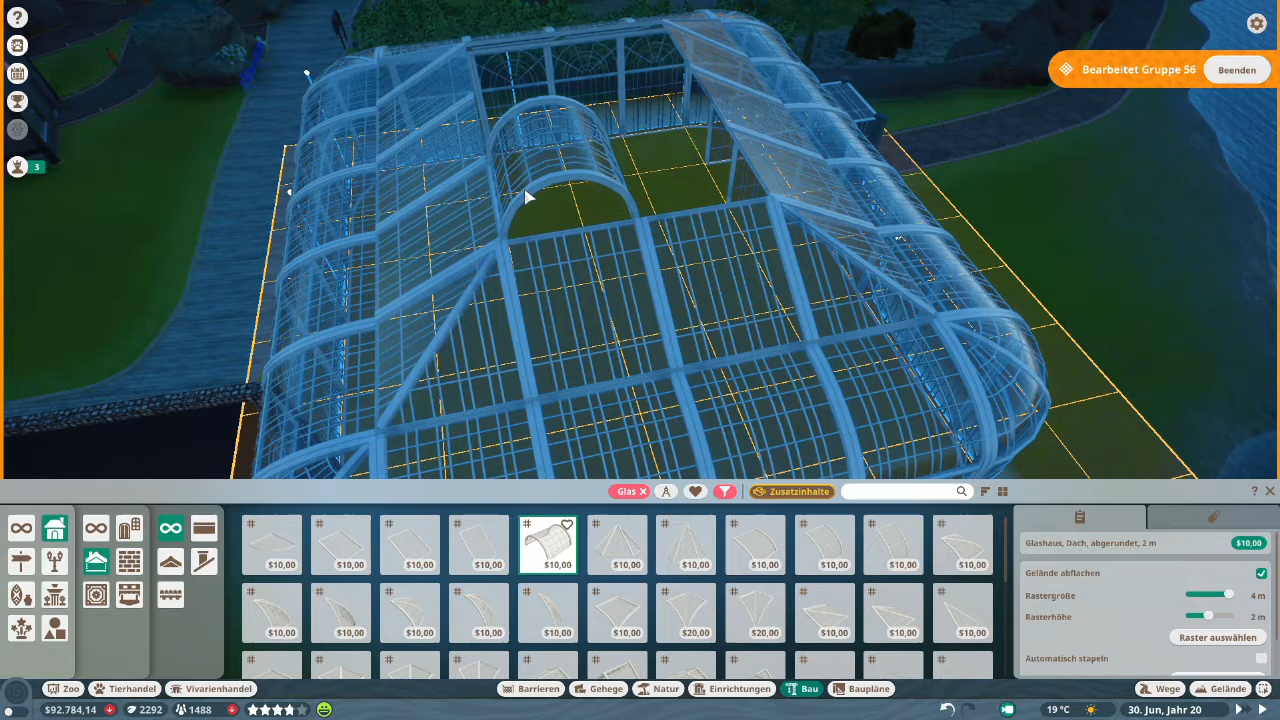 ?
Bearbeitet Gruppe 56 Beenden
3
Glas × Zusatzinhalte ? ×
$10,00 $10,00 $10,00 $10,00 $10,00 $10,00 $10,00 $10,00 $10,00 $10,00 $10,00
$10,00 $10,00 $10,00 $10,00 $10,00 $10,00 $20,00 $20,00 $10,00 $10,00 $10,00
Glashaus, Dach, abgerundet, 2 m $10,00
Gelände abflachen
Rastergröße 4 m
Rasterhöhe 2 m
Raster auswählen
Automatisch stapeln
Zoo Tierhandel Vivarienhandel Barrieren Gehege Natur Einrichtungen Bau Baupläne Wege Gelände
$92.784,14 2292 1488 19 °C 30. Jun, Jahr 20